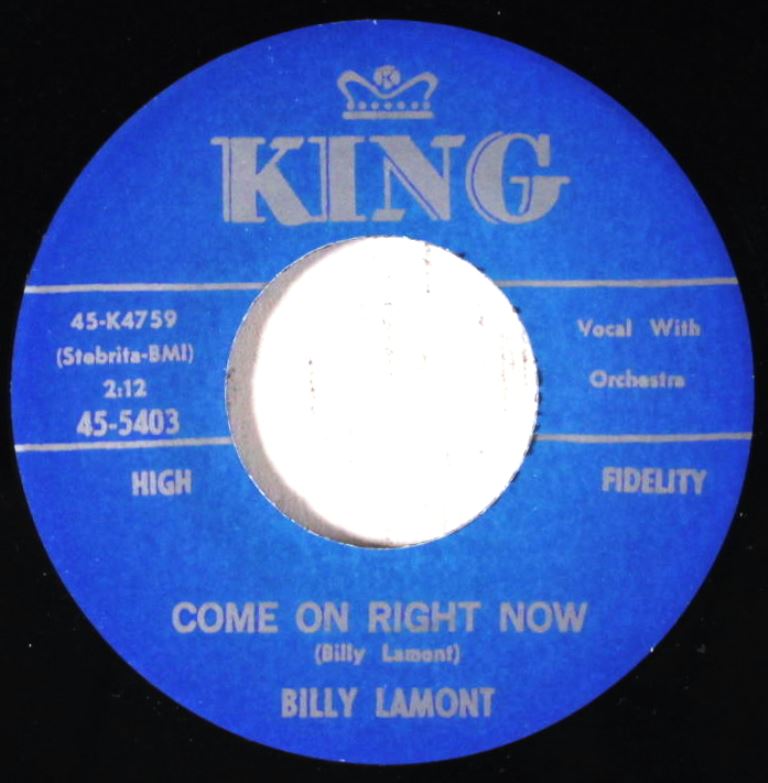 K
KING
45-K4759
(Stebrita-BMI)
2:12
45-5403
Vocal With
Orchestra
HIGH
FIDELITY
COME ON RIGHT NOW
(Billy Lamont)
BILLY LAMONT